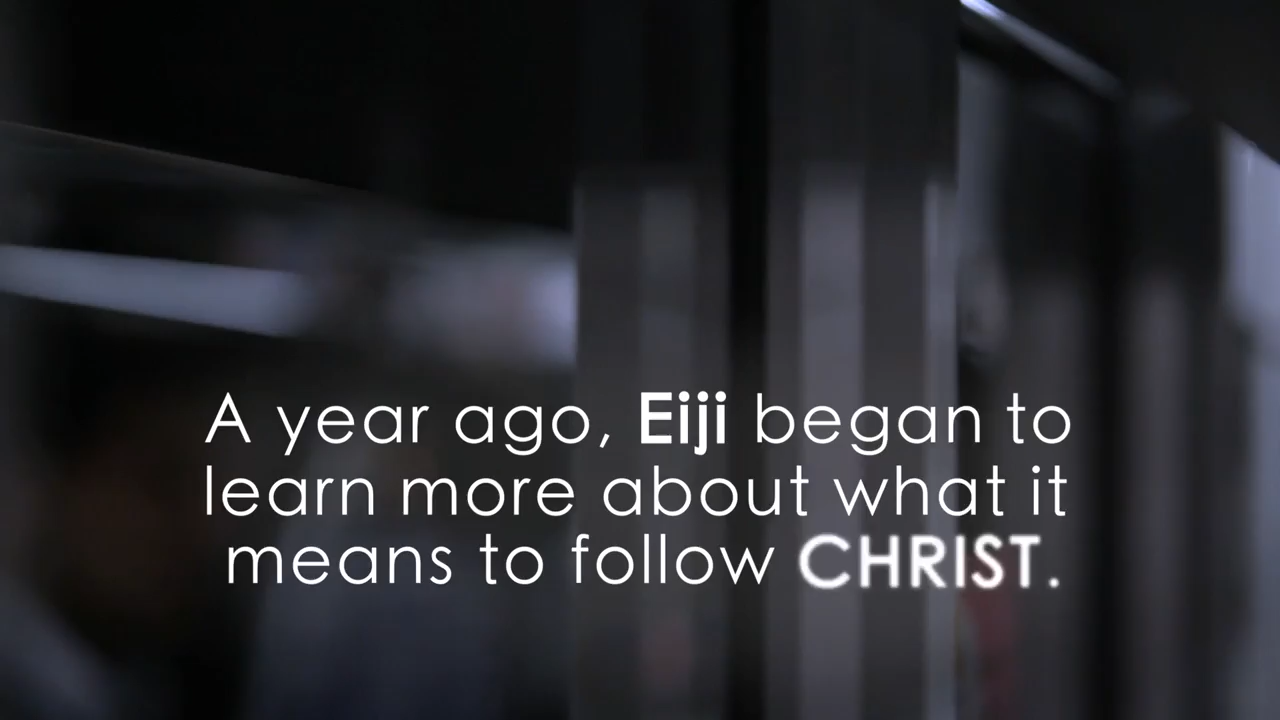 A year ago, Eiji began to
learn more about what it
means to follow CHRIST.